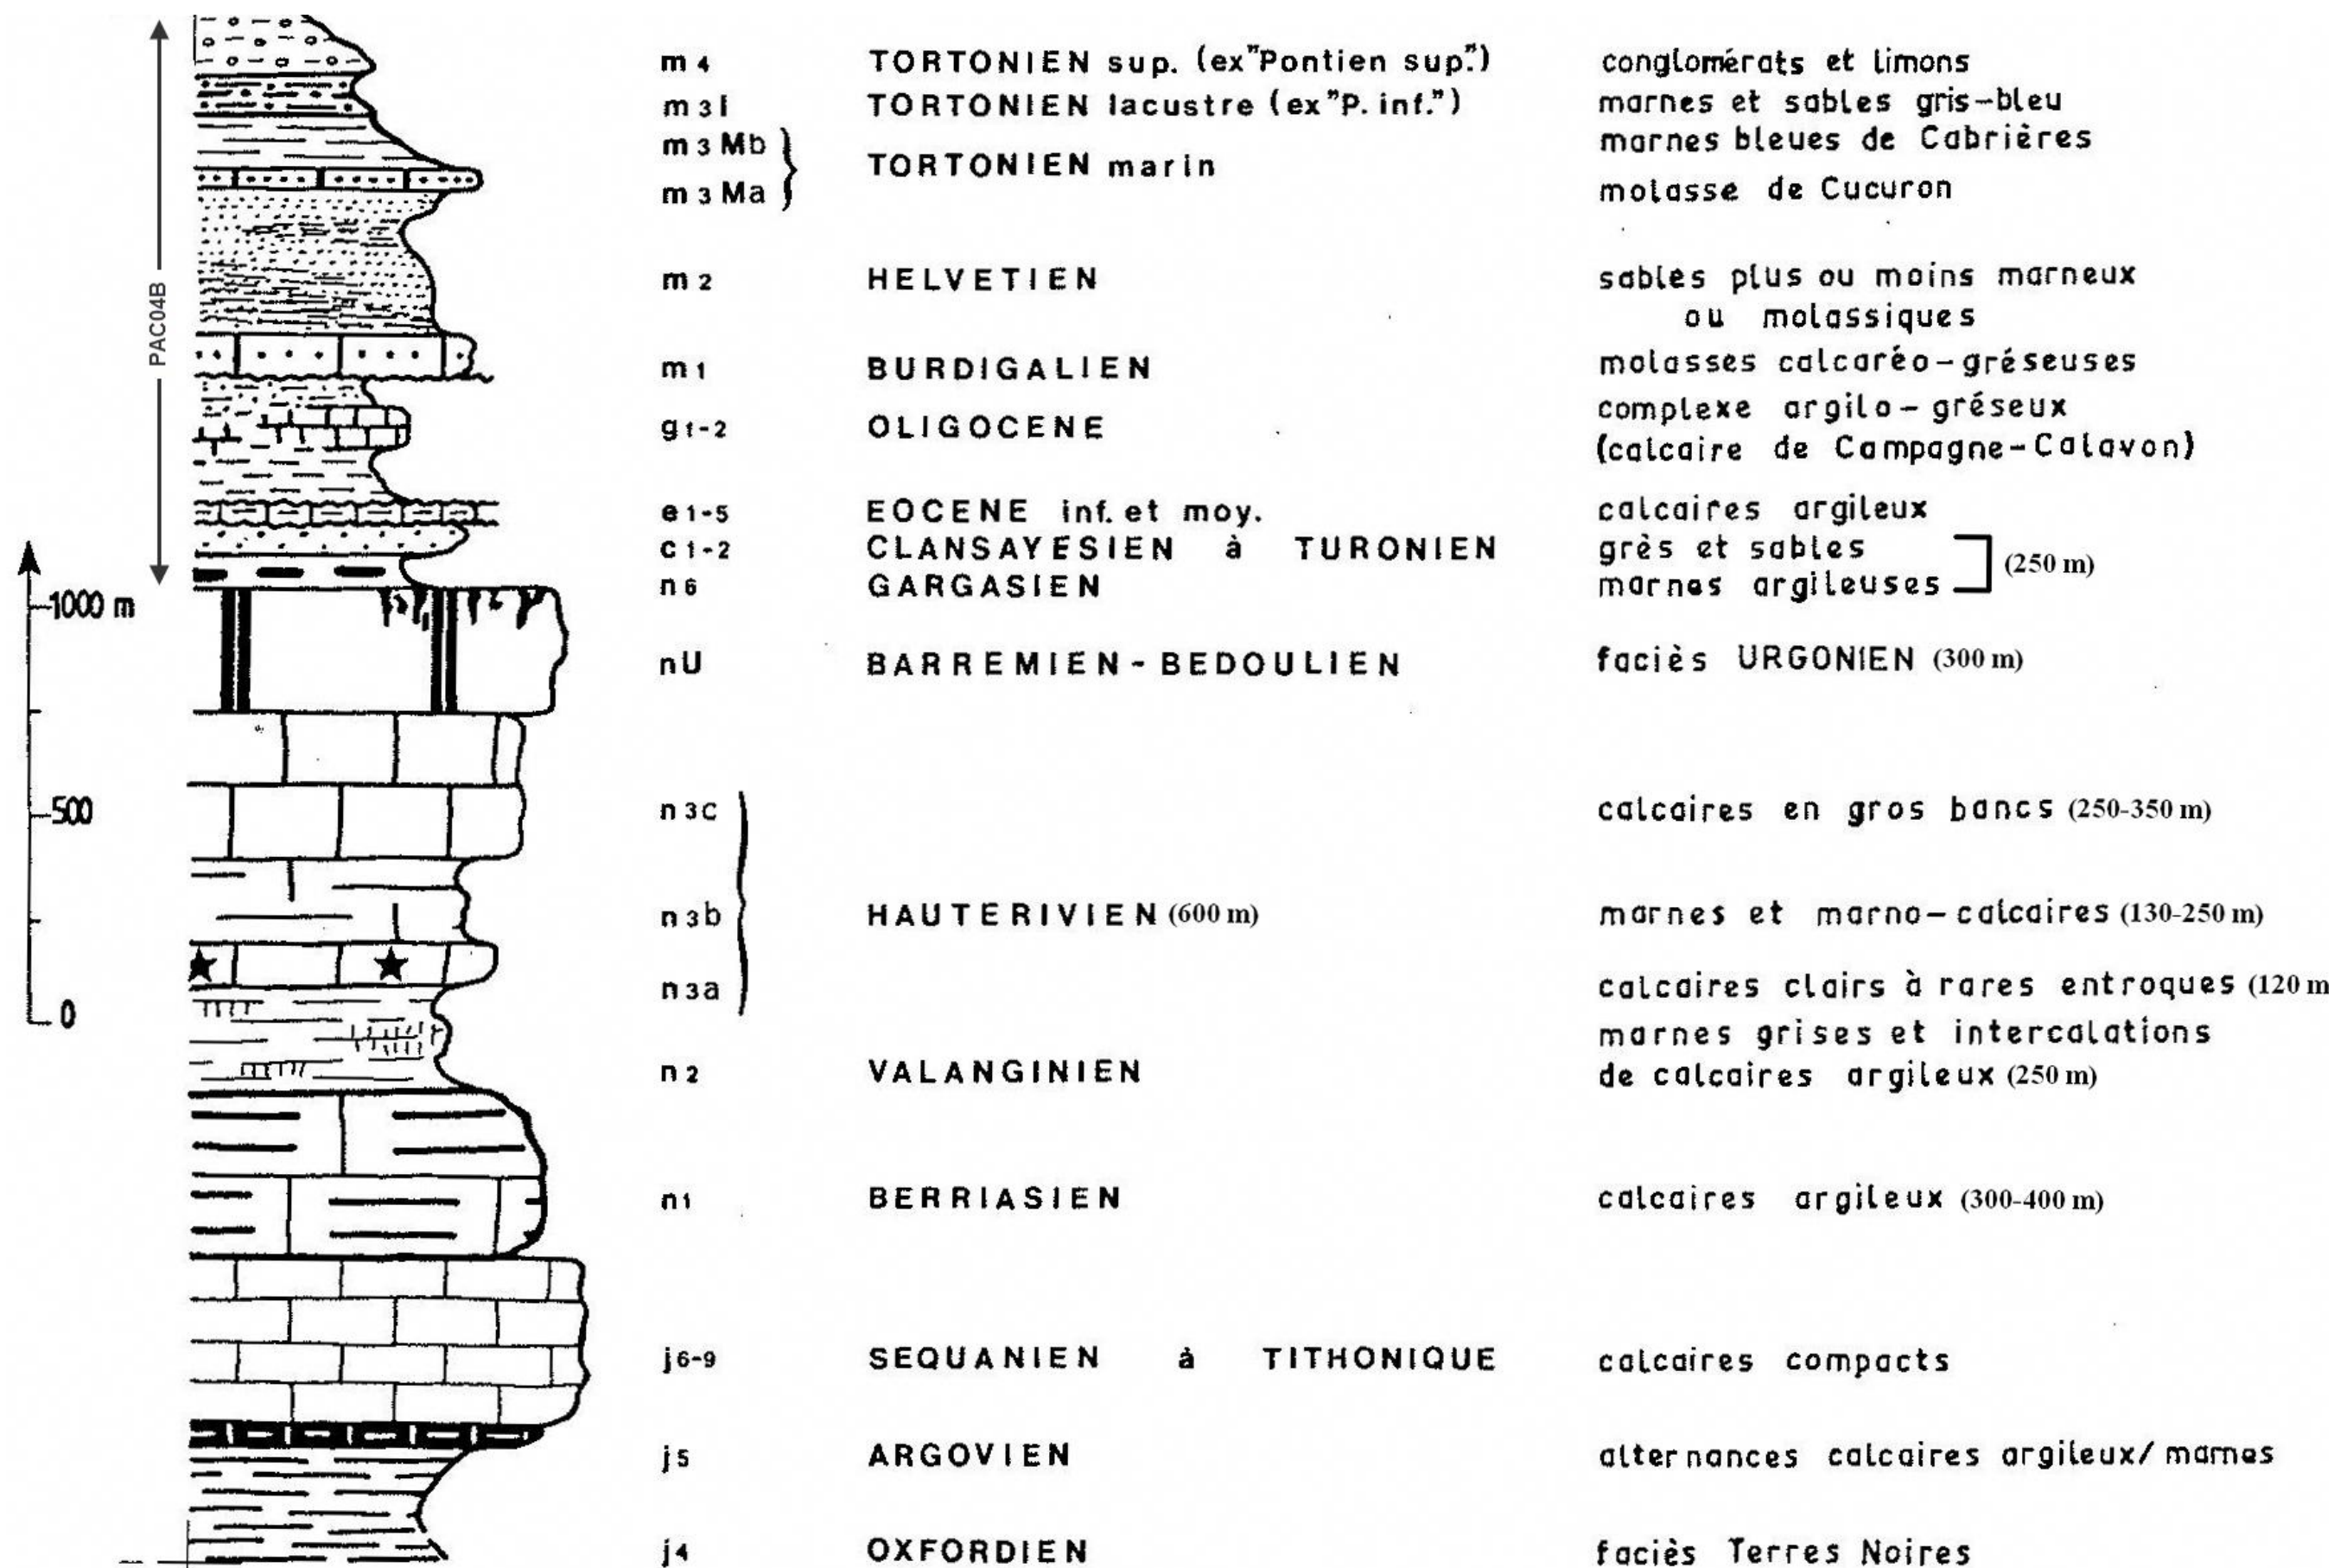 m 4 TORTONIEN sup. (ex"Pontien sup.") conglomérats et limons
m 3 l TORTONIEN lacustre (ex "P. inf.") marnes et sables gris-bleu
m 3 Mb marnes bleues de Cabrières
TORTONIEN marin
m 3 Ma molasse de Cucuron
m 2 HELVETIEN sables plus ou moins marneux
ou molassiques
PAC04B
m 1 BURDIGALIEN molasses calcaréo-gréseuses
complexe argilo-gréseux
g 1-2 OLIGOCENE
(calcaire de Campagne-Calavon)
e 1-5 EOCENE inf. et moy. calcaires argileux
c 1-2 CLANSAYESIEN à TURONIEN grès et sables
(250 m)
n 6 GARGASIEN marnes argileuses
1000 m
nU BARREMIEN-BEDOULIEN faciès URGONIEN (300 m)
500
n 3c calcaires en gros bancs (250-350 m)
n 3b HAUTERIVIEN (600 m) marnes et marno-calcaires (130-250 m)
n3a calcaires clairs à rares entroques (120 m
0
marnes grises et intercalations
n 2 VALANGINIEN de calcaires argileux (250 m)
n1 BERRIASIEN calcaires argileux (300-400 m)
j6-9 SEQUANIEN à TITHONIQUE calcaires compacts
j5 ARGOVIEN alternances calcaires argileux/marnes
j4 OXFORDIEN faciès Terres Noires